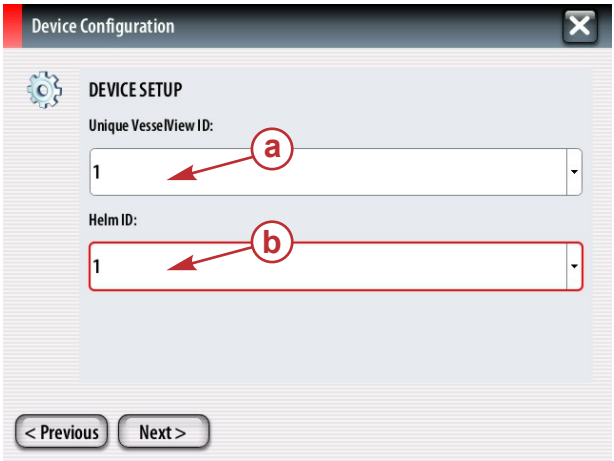 Device Configuration
DEVICE SETUP
Unique VesselView ID:
a
1
Helm ID:
b
1
< Previous
Next >